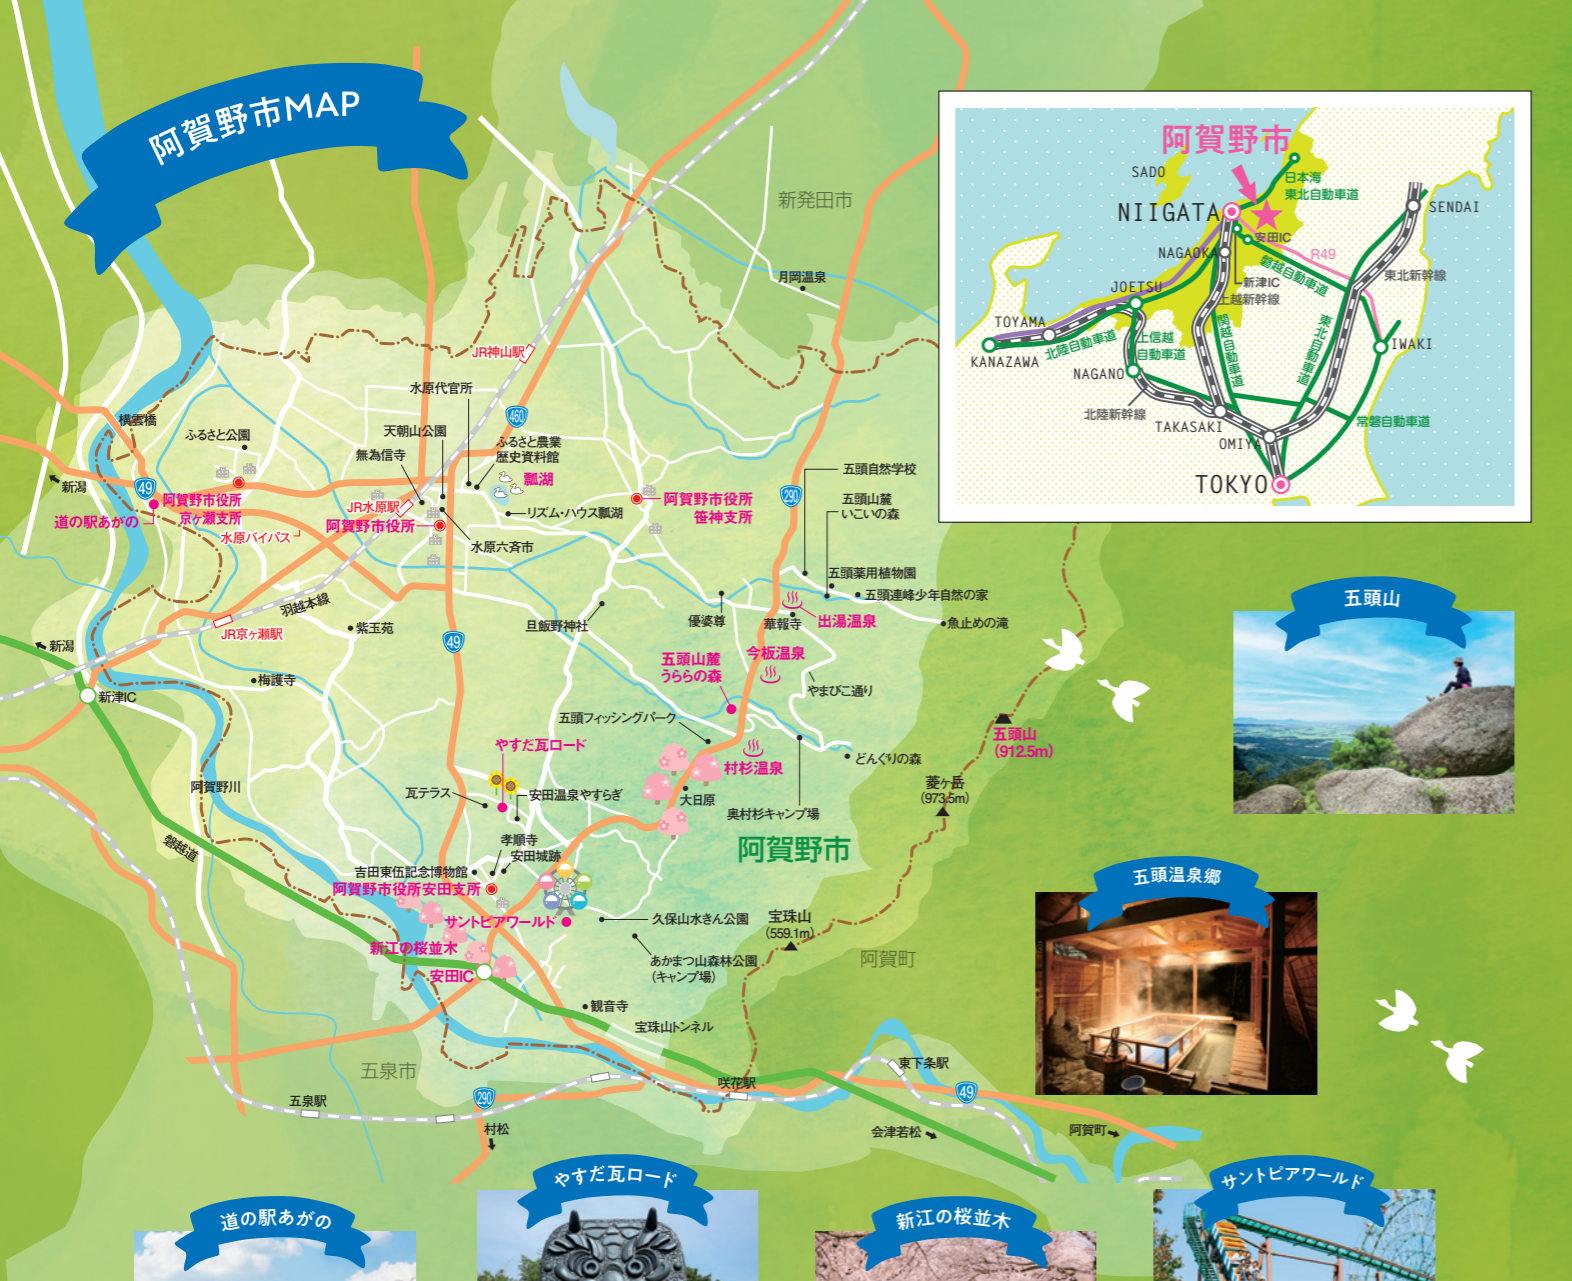 阿賀野市MAP
新発田市
月岡温泉
JR神山駅
水原代官所
460
天朝山公園
無為信寺
ふるさと農業
歴史資料館
瓢湖
横雲橋
ふるさと公園
新潟
49
阿賀野市役所
京ヶ瀬支所
道の駅あがの
水原バイパス
JR水原駅
阿賀野市役所
リズム・ハウス瓢湖
水原六斉市
阿賀野市役所
笹神支所
290
五頭自然学校
五頭山麓
いこいの森
五頭薬用植物園
五頭連峰少年自然の家
魚止めの滝
優婆尊
華報寺
出湯温泉
旦飯野神社
羽越本線
JR京ヶ瀬駅
紫玉苑
49
新潟
新津IC
梅護寺
五頭山麓
うららの森
今板温泉
やまびこ通り
五頭フィッシングパーク
村杉温泉
どんぐりの森
五頭山
(912.5m)
菱ヶ岳
(973.5m)
やすだ瓦ロード
瓦テラス
安田温泉やすらぎ
大日原
奥村杉キャンプ場
阿賀野市
阿賀野川
磐越道
孝順寺
安田城跡
吉田東伍記念博物館
阿賀野市役所安田支所
サントピアワールド
久保山水きん公園
宝珠山
(559.1m)
新江の桜並木
安田IC
あかまつ山森林公園
(キャンプ場)
阿賀町
観音寺
宝珠山トンネル
五泉市
五泉駅
290
村松
咲花駅
東下条駅
49
会津若松
阿賀町
阿賀野市
SADO
日本海
東北自動車道
NIIGATA
SENDAI
安田IC
NAGAOKA
R49
磐越自動車道
東北新幹線
新津IC
上越新幹線
JOETSU
TOYAMA
KANAZAWA
北陸自動車道
上信越
自動車道
関越自動車道
東北自動車道
IWAKI
NAGANO
北陸新幹線
TAKASAKI
OMIYA
常磐自動車道
TOKYO
五頭山
五頭温泉郷
道の駅あがの
やすだ瓦ロード
新江の桜並木
サントピアワールド